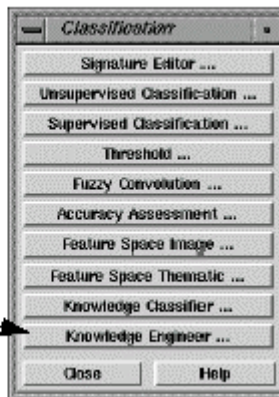 Classification
Signature Editor ...
Unsupervised Classification ...
Supervised Classification ...
Threshold ...
Fuzzy Convolution ...
Accuracy Assessment ...
Feature Space Image ...
Feature Space Thematic ...
Knowledge Classifier ...
Knowledge Engineer ...
Close Help